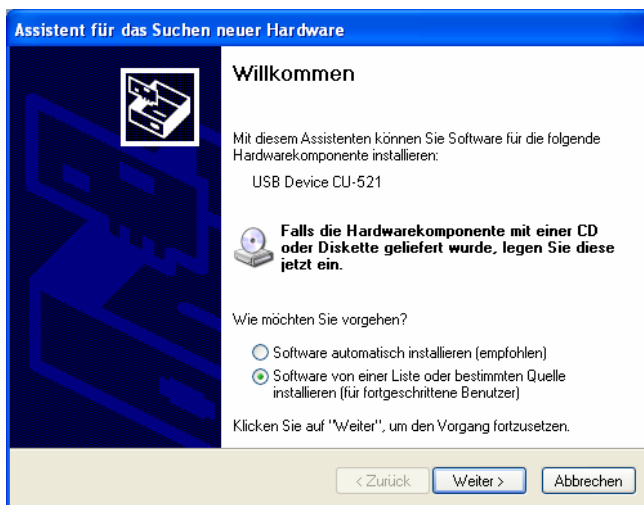 Assistent für das Suchen neuer Hardware
Willkommen
Mit diesem Assistenten können Sie Software für die folgende
Hardwarekomponente installieren:
USB Device CU-521
Falls die Hardwarekomponente mit einer CD
oder Diskette geliefert wurde, legen Sie diese
jetzt ein.
Wie möchten Sie vorgehen?
Software automatisch installieren (empfohlen)
Software von einer Liste oder bestimmten Quelle
installieren (für fortgeschrittene Benutzer)
Klicken Sie auf "Weiter", um den Vorgang fortzusetzen.
< Zurück Weiter > Abbrechen